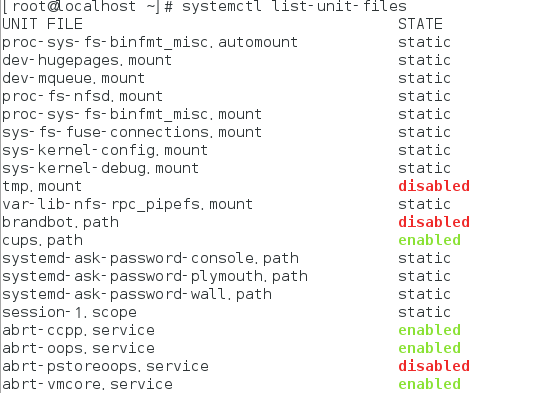 [root@localhost ~]# systemctl list-unit-files
UNIT FILE STATE
proc-sys-fs-binfmt_misc.automount static
dev-hugepages.mount static
dev-mqueue.mount static
proc-fs-nfsd.mount static
proc-sys-fs-binfmt_misc.mount static
sys-fs-fuse-connections.mount static
sys-kernel-config.mount static
sys-kernel-debug.mount static
tmp.mount disabled
var-lib-nfs-rpc_pipefs.mount static
brandbot.path disabled
cups.path enabled
systemd-ask-password-console.path static
systemd-ask-password-plymouth.path static
systemd-ask-password-wall.path static
session-1.scope static
abrt-ccpp.service enabled
abrt-oops.service enabled
abrt-pstoreoops.service disabled
abrt-vmcore.service enabled